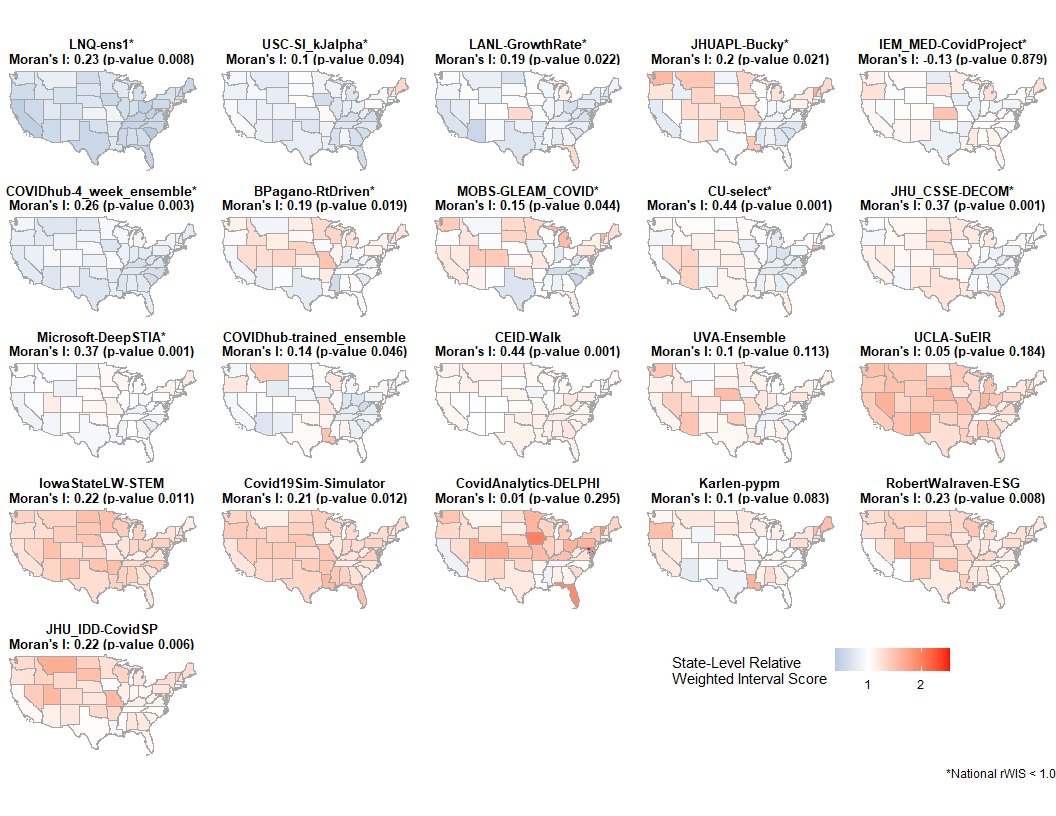 LNQ-ens1*
Moran's I: 0.23 (p-value 0.008)
USC-SI_kJalpha*
Moran's I: 0.1 (p-value 0.094)
LANL-GrowthRate*
Moran's I: 0.19 (p-value 0.022)
JHUAPL-Bucky*
Moran's I: 0.2 (p-value 0.021)
IEM_MED-CovidProject*
Moran's I: -0.13 (p-value 0.879)
COVIDhub-4_week_ensemble*
Moran's I: 0.26 (p-value 0.003)
BPagano-RtDriven*
Moran's I: 0.19 (p-value 0.019)
MOBS-GLEAM_COVID*
Moran's I: 0.15 (p-value 0.044)
CU-select*
Moran's I: 0.44 (p-value 0.001)
JHU_CSSE-DECOM*
Moran's I: 0.37 (p-value 0.001)
Microsoft-DeepSTIA*
Moran's I: 0.37 (p-value 0.001)
COVIDhub-trained_ensemble
Moran's I: 0.14 (p-value 0.046)
CEID-Walk
Moran's I: 0.44 (p-value 0.001)
UVA-Ensemble
Moran's I: 0.1 (p-value 0.113)
UCLA-SuEIR
Moran's I: 0.05 (p-value 0.184)
IowaStateLW-STEM
Moran's I: 0.22 (p-value 0.011)
Covid19Sim-Simulator
Moran's I: 0.21 (p-value 0.012)
CovidAnalytics-DELPHI
Moran's I: 0.01 (p-value 0.295)
Karlen-pypm
Moran's I: 0.1 (p-value 0.083)
RobertWalraven-ESG
Moran's I: 0.23 (p-value 0.008)
JHU_IDD-CovidSP
Moran's I: 0.22 (p-value 0.006)
State-Level Relative
Weighted Interval Score
1 2
*National rWIS < 1.0